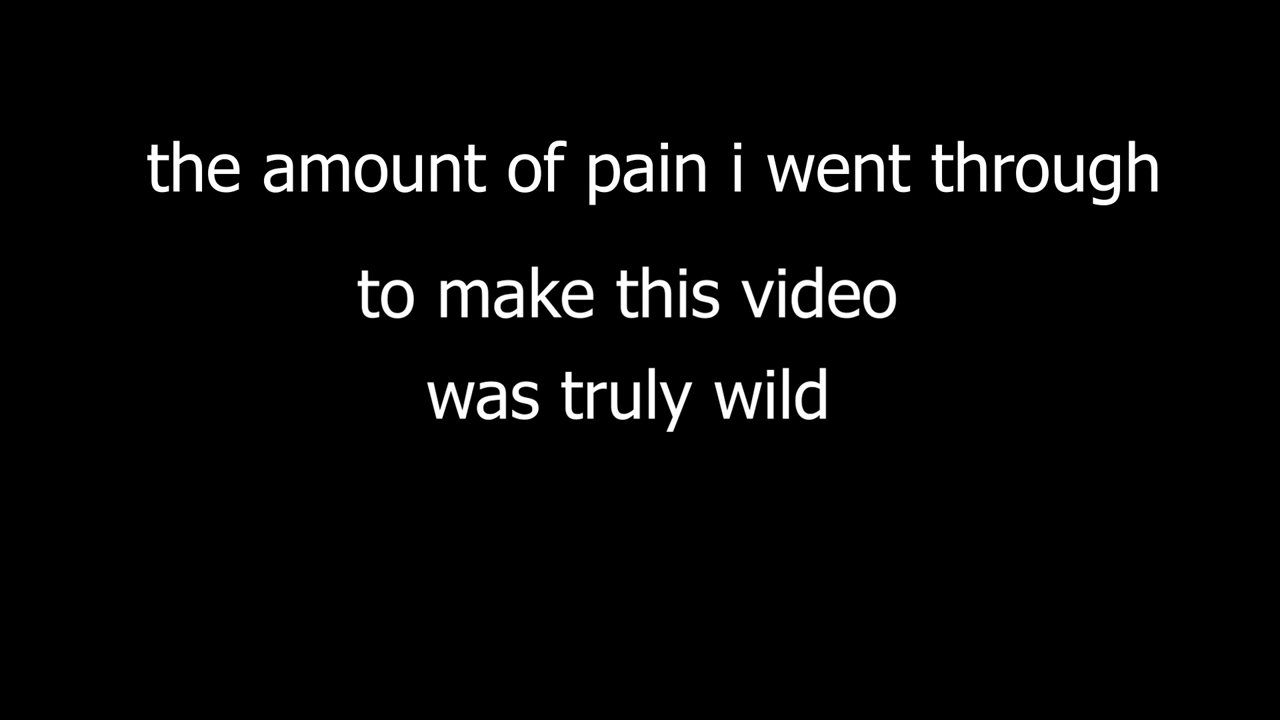 the amount of pain i went through
to make this video
was truly wild